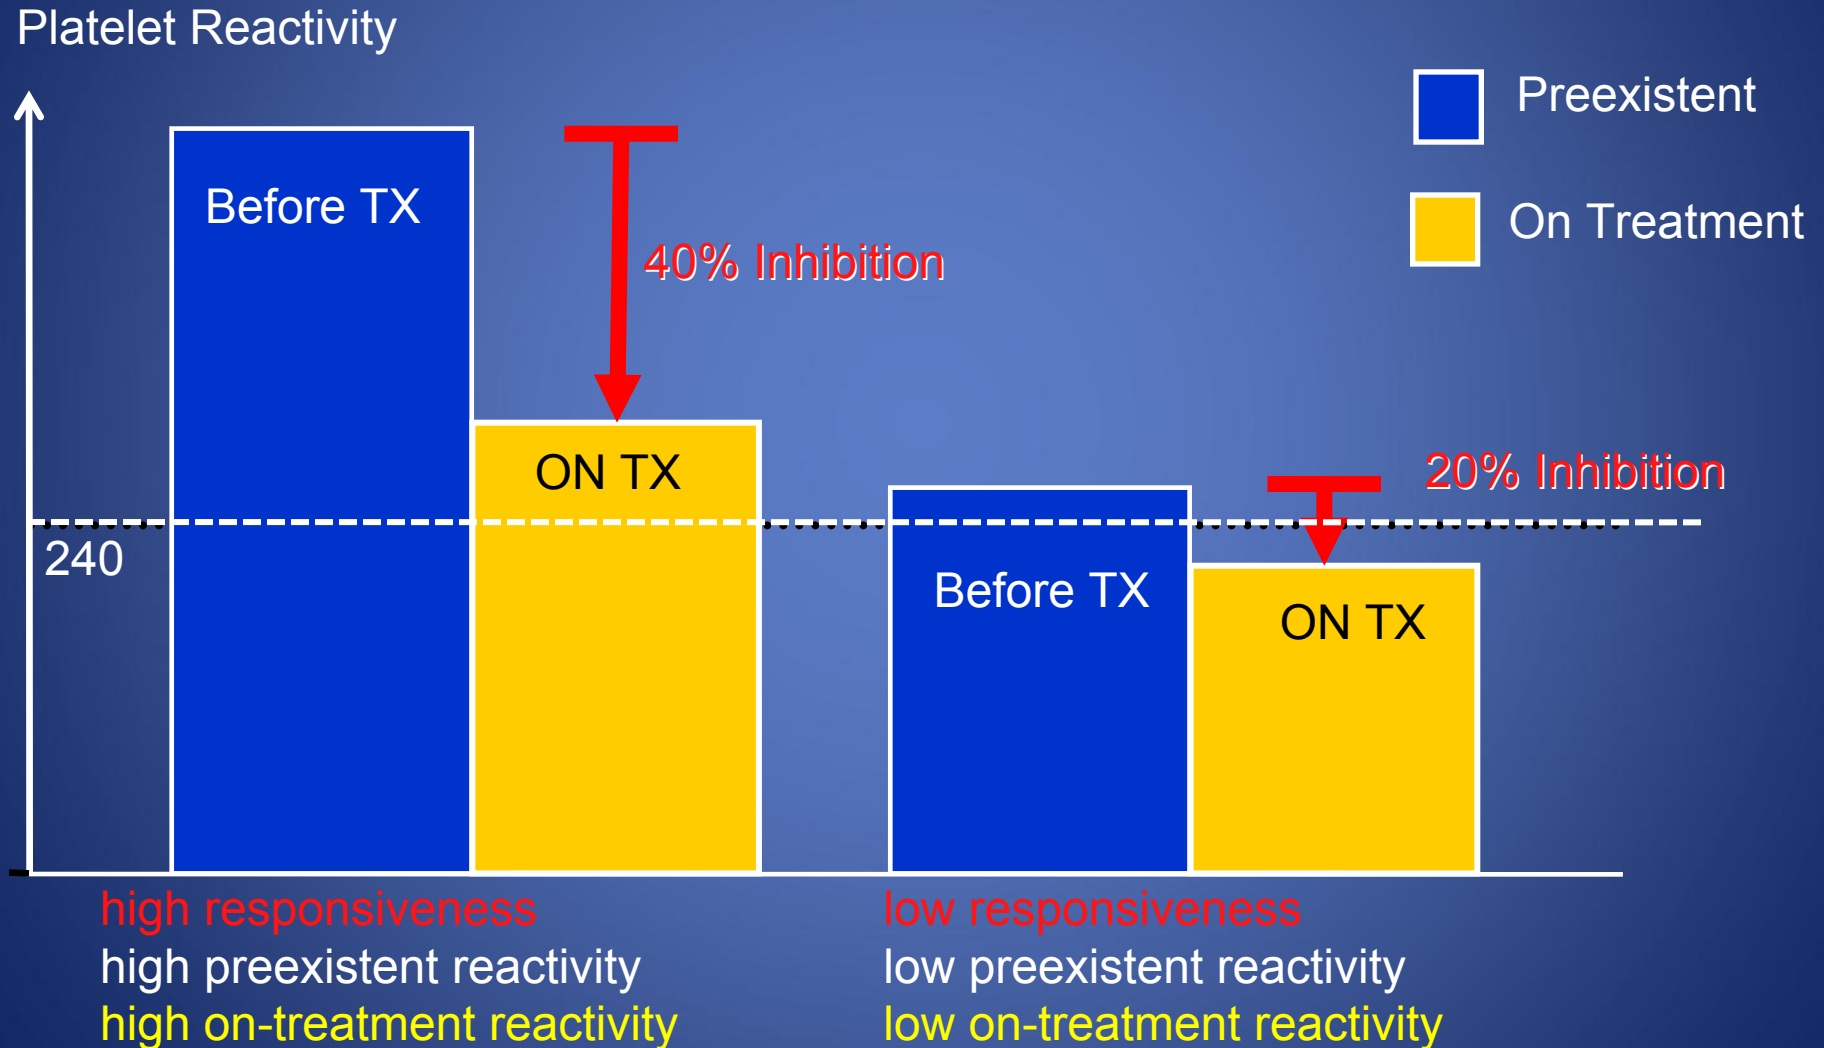 Platelet Reactivity
Preexistent
On Treatment
Before TX
40% Inhibition
ON TX
20% Inhibition
240
Before TX
ON TX
high responsiveness
high preexistent reactivity
high on-treatment reactivity
low responsiveness
low preexistent reactivity
low on-treatment reactivity